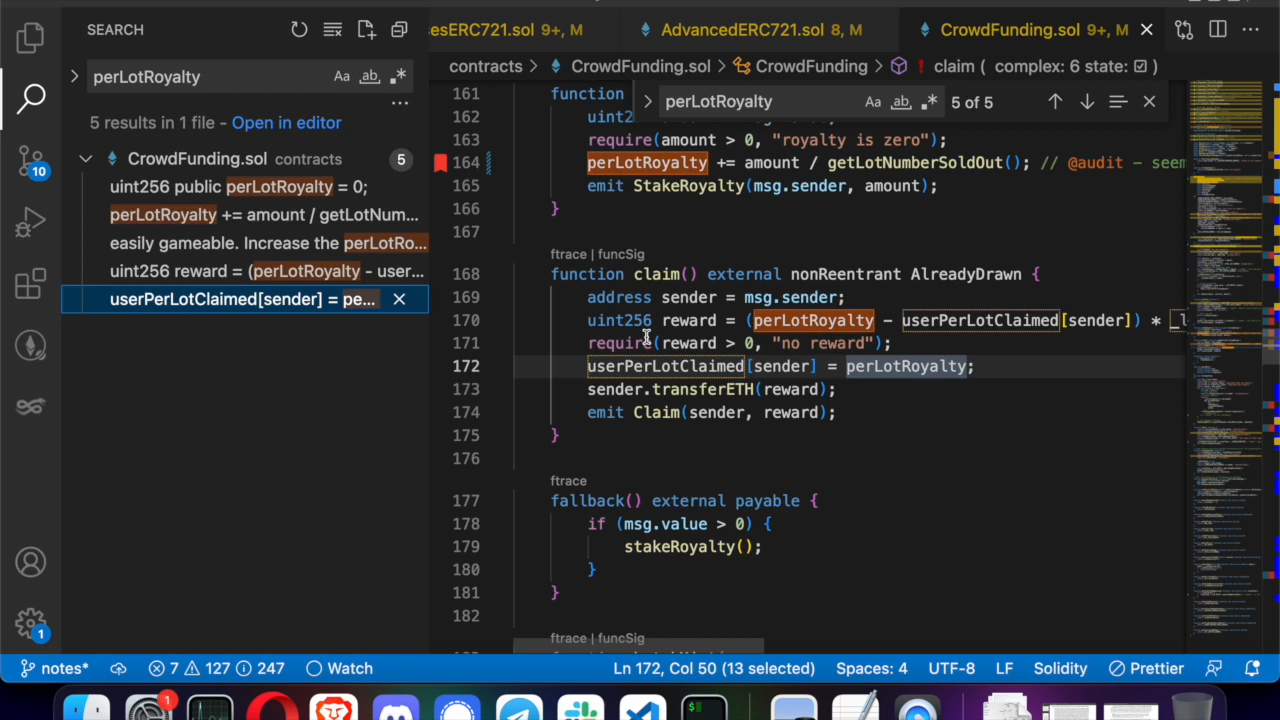 SEARCH
perLotRoyalty
Aa ab .*
5 results in 1 file - Open in editor
CrowdFunding.sol contracts 5
uint256 public perLotRoyalty = 0;
perLotRoyalty += amount / getLotNum...
easily gameable. Increase the perLotRo...
uint256 reward = (perLotRoyalty - user...
userPerLotClaimed[sender] = pe...
10
1
sesERC721.sol 9+, M
AdvancedERC721.sol 8, M
CrowdFunding.sol 9+, M
contracts > CrowdFunding.sol > CrowdFunding > claim ( complex: 6 state: ☑ )
perLotRoyalty Aa ab .* 5 of 5
161 function
162
163 require(amount > 0, "royalty is zero");
164 perLotRoyalty += amount / getLotNumberSoldOut(); // @audit – seem
165 emit StakeRoyalty(msg.sender, amount);
166 }
167
ftrace | funcSig
168 function claim() external nonReentrant AlreadyDrawn {
169 address sender = msg.sender;
170 uint256 reward = (perLotRoyalty - userPerLotClaimed[sender]) *
171 require(reward > 0, "no reward");
172 userPerLotClaimed[sender] = perLotRoyalty;
173 sender.transferETH(reward);
174 emit Claim(sender, reward);
175 }
176
ftrace
177 fallback() external payable {
178 if (msg.value > 0) {
179 stakeRoyalty();
180 }
181 }
182
ftrace | funcSig
notes* 7 127 247 Watch Ln 172, Col 50 (13 selected) Spaces: 4 UTF-8 LF Solidity Prettier
1
$